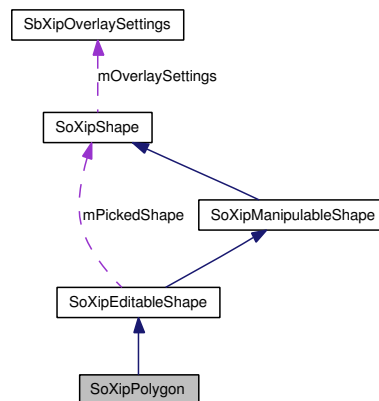 SbXipOverlaySettings
mOverlaySettings
SoXipShape
mPickedShape
SoXipManipulableShape
SoXipEditableShape
SoXipPolygon